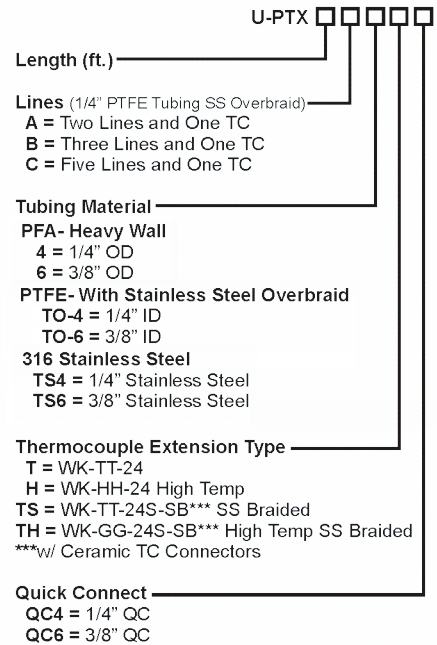 U-PTX □ □ □ □ □
Length (ft.)
Lines (1/4” PTFE Tubing SS Overbraid)
A = Two Lines and One TC
B = Three Lines and One TC
C = Five Lines and One TC
Tubing Material
PFA- Heavy Wall
4 = 1/4” OD
6 = 3/8” OD
PTFE- With Stainless Steel Overbraid
TO-4 = 1/4” ID
TO-6 = 3/8” ID
316 Stainless Steel
TS4 = 1/4” Stainless Steel
TS6 = 3/8” Stainless Steel
Thermocouple Extension Type
T = WK-TT-24
H = WK-HH-24 High Temp
TS = WK-TT-24S-SB*** SS Braided
TH = WK-GG-24S-SB*** High Temp SS Braided
***w/ Ceramic TC Connectors
Quick Connect
QC4 = 1/4” QC
QC6 = 3/8” QC